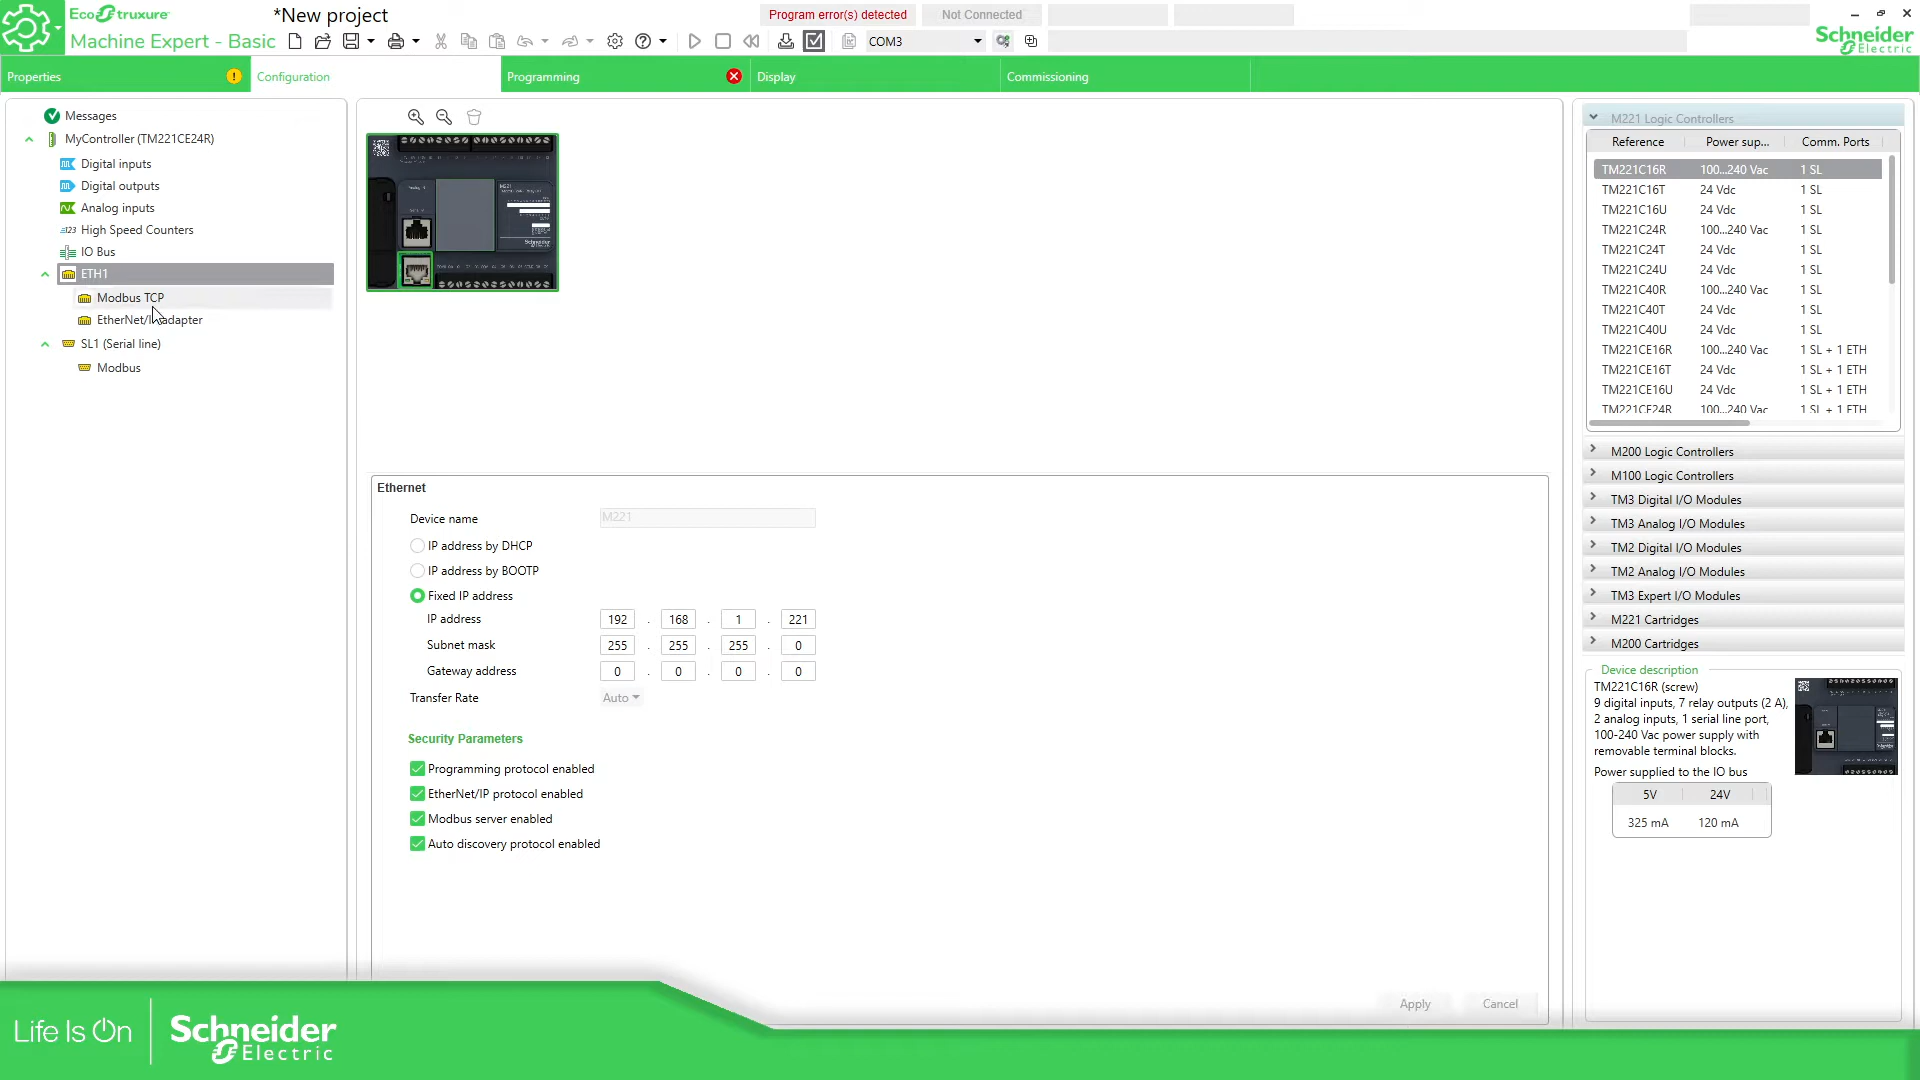 EcoStruxure
Machine Expert - Basic
*New project
Program error(s) detected
Not Connected
COM3
Schneider
Electric
Properties
Configuration
Programming
Display
Commissioning
Messages
MyController (TM221CE24R)
Digital inputs
Digital outputs
Analog inputs
High Speed Counters
IO Bus
ETH1
Modbus TCP
EtherNet/IP adapter
SL1 (Serial line)
Modbus
Ethernet
Device name M221
IP address by DHCP
IP address by BOOTP
Fixed IP address
IP address 192 . 168 . 1 . 221
Subnet mask 255 . 255 . 255 . 0
Gateway address 0 . 0 . 0 . 0
Transfer Rate Auto
Security Parameters
Programming protocol enabled
EtherNet/IP protocol enabled
Modbus server enabled
Auto discovery protocol enabled
Apply Cancel
M221 Logic Controllers
Reference Power sup... Comm. Ports
TM221C16R 100...240 Vac 1 SL
TM221C16T 24 Vdc 1 SL
TM221C16U 24 Vdc 1 SL
TM221C24R 100...240 Vac 1 SL
TM221C24T 24 Vdc 1 SL
TM221C24U 24 Vdc 1 SL
TM221C40R 100...240 Vac 1 SL
TM221C40T 24 Vdc 1 SL
TM221C40U 24 Vdc 1 SL
TM221CE16R 100...240 Vac 1 SL + 1 ETH
TM221CE16T 24 Vdc 1 SL + 1 ETH
TM221CE16U 24 Vdc 1 SL + 1 ETH
TM221CE24R 100...240 Vac 1 SL + 1 ETH
M200 Logic Controllers
M100 Logic Controllers
TM3 Digital I/O Modules
TM3 Analog I/O Modules
TM2 Digital I/O Modules
TM2 Analog I/O Modules
TM3 Expert I/O Modules
M221 Cartridges
M200 Cartridges
Device description
TM221C16R (screw)
9 digital inputs, 7 relay outputs (2 A),
2 analog inputs, 1 serial line port,
100-240 Vac power supply with
removable terminal blocks.
Power supplied to the IO bus
5V 24V
325 mA 120 mA
Life Is On
Schneider
Electric